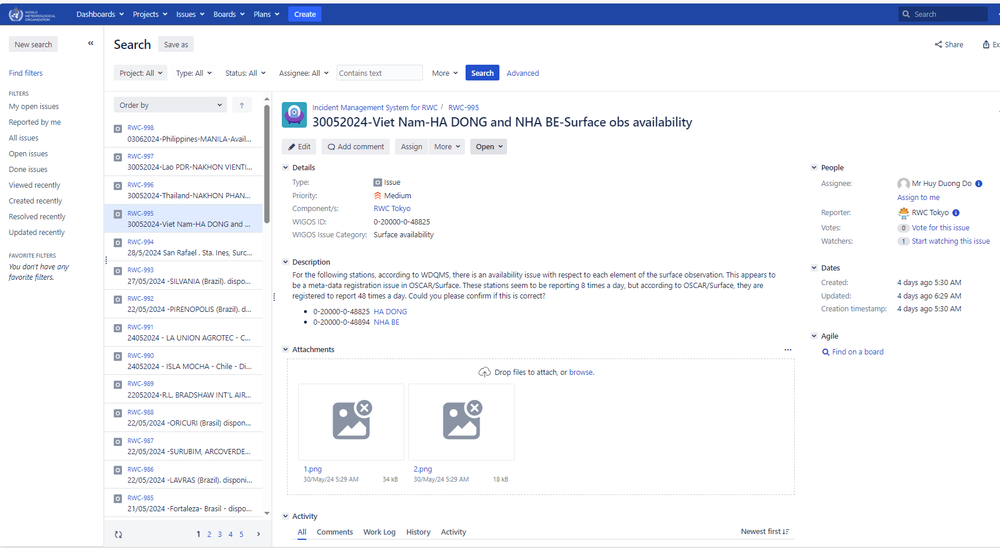 WORLD
METEOROLOGICAL
ORGANIZATION
Dashboards Projects Issues Boards Plans Create Search
New search
Find filters
FILTERS
My open issues
Reported by me
All issues
Open issues
Done issues
Viewed recently
Created recently
Resolved recently
Updated recently
FAVORITE FILTERS
You don't have any
favorite filters.
Search Save as Share Ex
Project: All Type: All Status: All Assignee: All Contains text More Search Advanced
Order by
RWC-998
03062024-Philippines-MANILA-Avail...
RWC-997
30052024-Lao PDR-NAKHON VIENTI...
RWC-996
30052024-Thailand-NAKHON PHAN...
RWC-995
30052024-Viet Nam-HA DONG and ...
RWC-994
28/5/2024 San Rafael . Sta. Ines, Surc...
RWC-993
27/05/2024 -SILVANIA (Brazil). dispo...
RWC-992
22/05/2024 -PIRENOPOLIS (Brazil). d...
RWC-991
24052024 - LA UNION AGROTEC - C...
RWC-990
24052024 - ISLA MOCHA - Chile - Di...
RWC-989
22052024-R.L. BRADSHAW INT'L AIR...
RWC-988
22/05/2024 -ORICURI (Brasil) dispon...
RWC-987
22/05/2024 -SURUBIM, ARCOVERDE...
RWC-986
22/05/2024 -LAVRAS (Brazil). disponi...
RWC-985
21/05/2024 -Fortaleza- Brasil - dispo...
1 2 3 4 5
Incident Management System for RWC / RWC-995
30052024-Viet Nam-HA DONG and NHA BE-Surface obs availability
Edit Add comment Assign More Open
Details
Type: Issue
Priority: Medium
Component/s: RWC Tokyo
WIGOS ID: 0-20000-0-48825
WIGOS Issue Category: Surface availability
Description
For the following stations, according to WDQMS, there is an availability issue with respect to each element of the surface observation. This appears to
be a meta-data registration issue in OSCAR/Surface. These stations seem to be reporting 8 times a day, but according to OSCAR/Surface, they are
registered to report 48 times a day. Could you please confirm if this is correct?
• 0-20000-0-48825 HA DONG
• 0-20000-0-48894 NHA BE
Attachments
Drop files to attach, or browse.
1.png
30/May/24 5:29 AM 34 kB
2.png
30/May/24 5:29 AM 18 kB
Activity
All Comments Work Log History Activity Newest first
People
Assignee: Mr Huy Duong Do
Assign to me
Reporter: RWC Tokyo
Votes: 0 Vote for this issue
Watchers: 1 Start watching this issue
Dates
Created: 4 days ago 5:30 AM
Updated: 4 days ago 6:29 AM
Creation timestamp: 4 days ago 5:30 AM
Agile
Find on a board